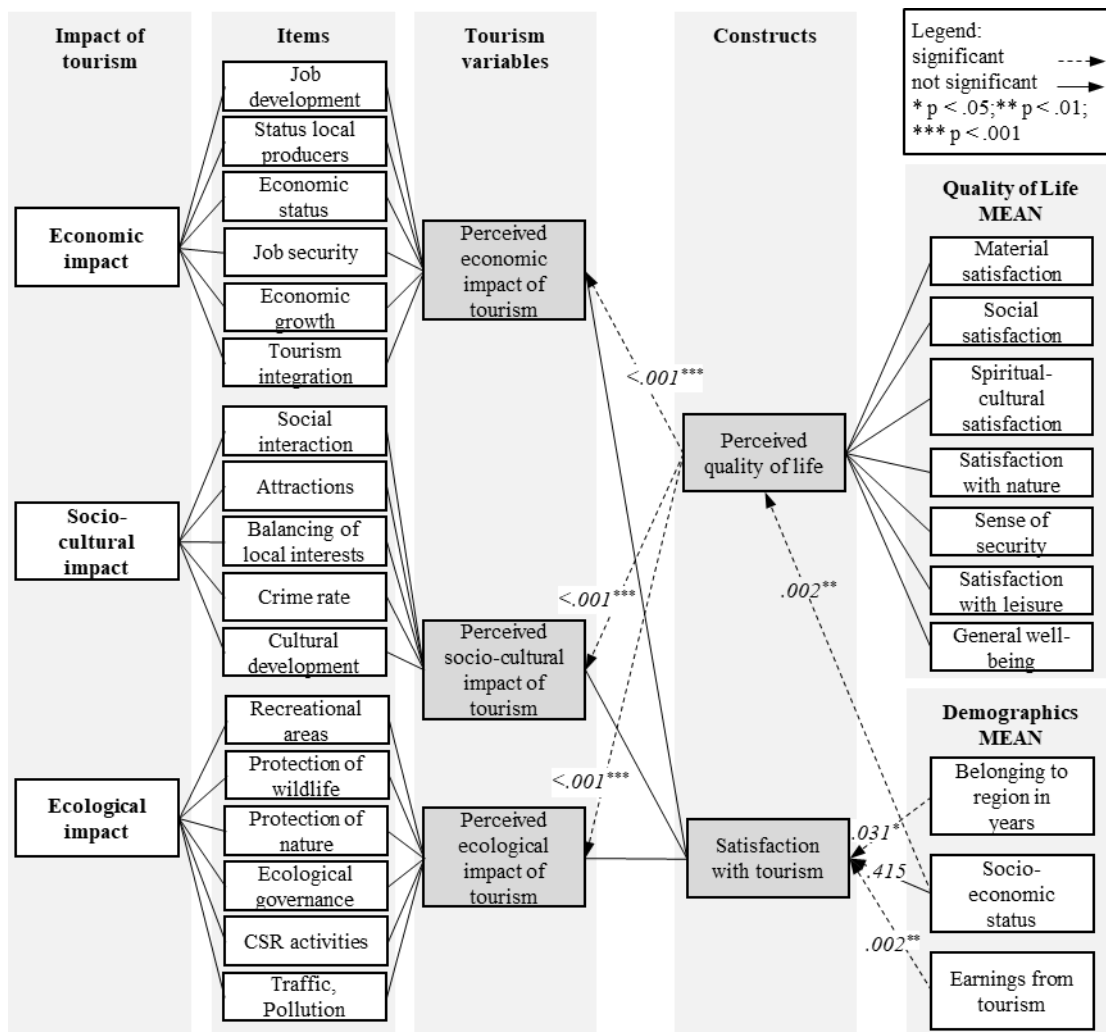 Impact of
tourism
Economic
impact
Socio-
cultural
impact
Ecological
impact
Items
Job
development
Status local
producers
Economic
status
Job security
Economic
growth
Tourism
integration
Social
interaction
Attractions
Balancing of
local interests
Crime rate
Cultural
development
Recreational
areas
Protection of
wildlife
Protection of
nature
Ecological
governance
CSR activities
Traffic,
Pollution
Tourism
variables
Perceived
economic
impact of
tourism
Perceived
socio-cultural
impact of
tourism
Perceived
ecological
impact of
tourism
<.001***
<.001***
<.001***
Constructs
Perceived
quality of life
Satisfaction
with tourism
.002**
.031*
.415
.002**
Legend:
significant
not significant
* p < .05;** p < .01;
*** p < .001
Quality of Life
MEAN
Material
satisfaction
Social
satisfaction
Spiritual-
cultural
satisfaction
Satisfaction
with nature
Sense of
security
Satisfaction
with leisure
General well-
being
Demographics
MEAN
Belonging to
region in
years
Socio-
economic
status
Earnings from
tourism